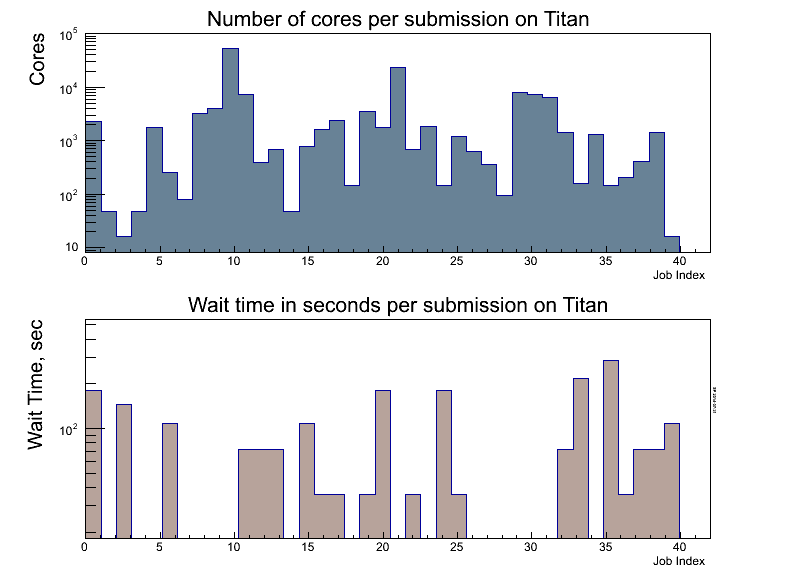 Number of cores per submission on Titan
Cores
10^5
10^4
10^3
10^2
10
0 5 10 15 20 25 30 35 40
Job Index
Wait time in seconds per submission on Titan
Wait Time, sec
10^2
0 5 10 15 20 25 30 35 40
Job Index